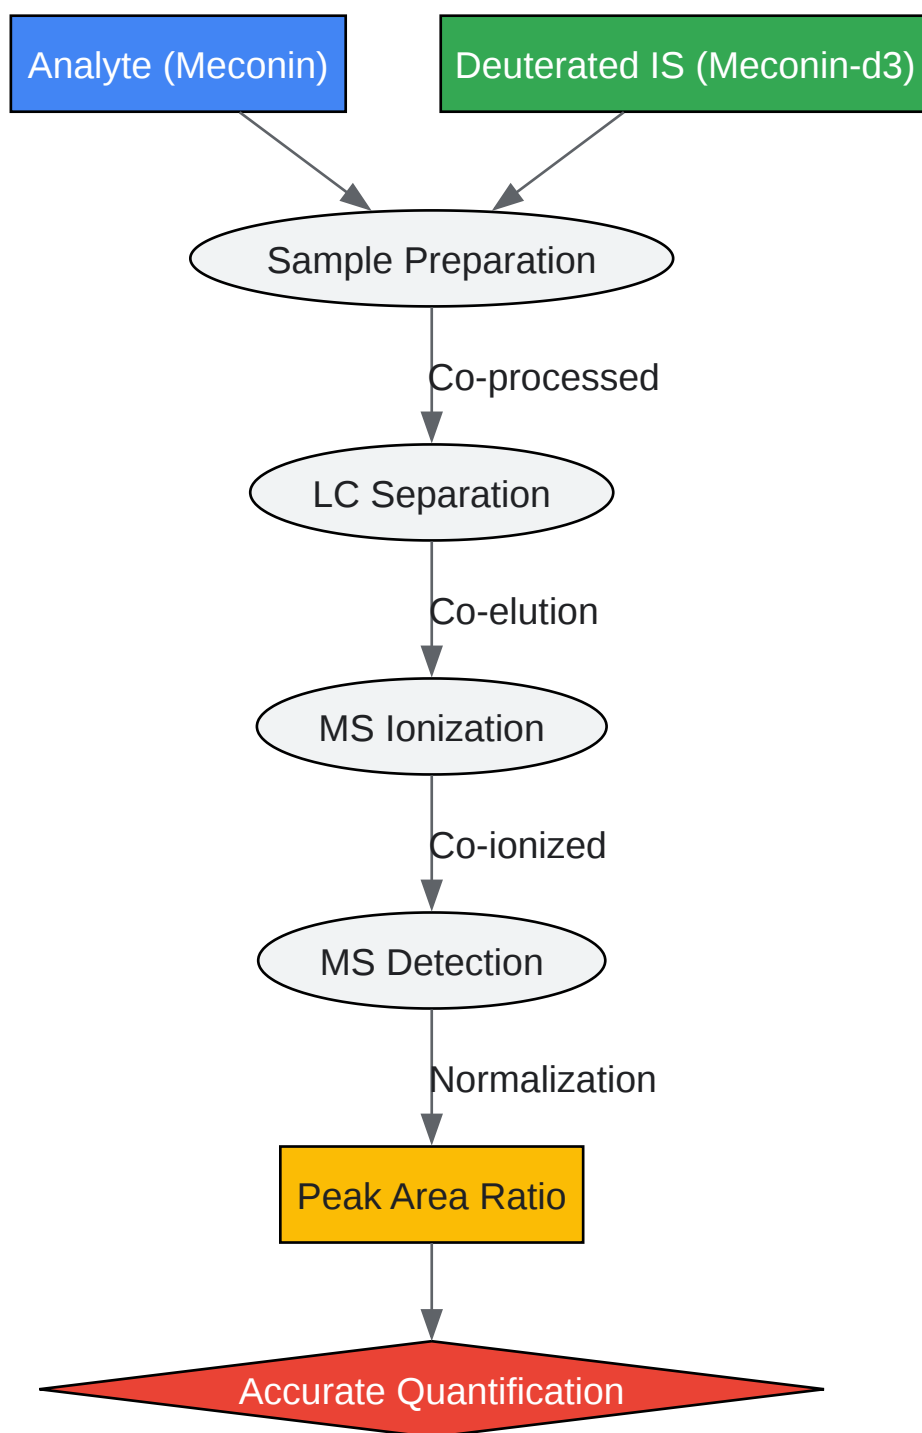 Analyte (Meconin)
Deuterated IS (Meconin-d3)
Sample Preparation
Co-processed
LC Separation
Co-elution
MS Ionization
Co-ionized
MS Detection
Normalization
Peak Area Ratio
Accurate Quantification